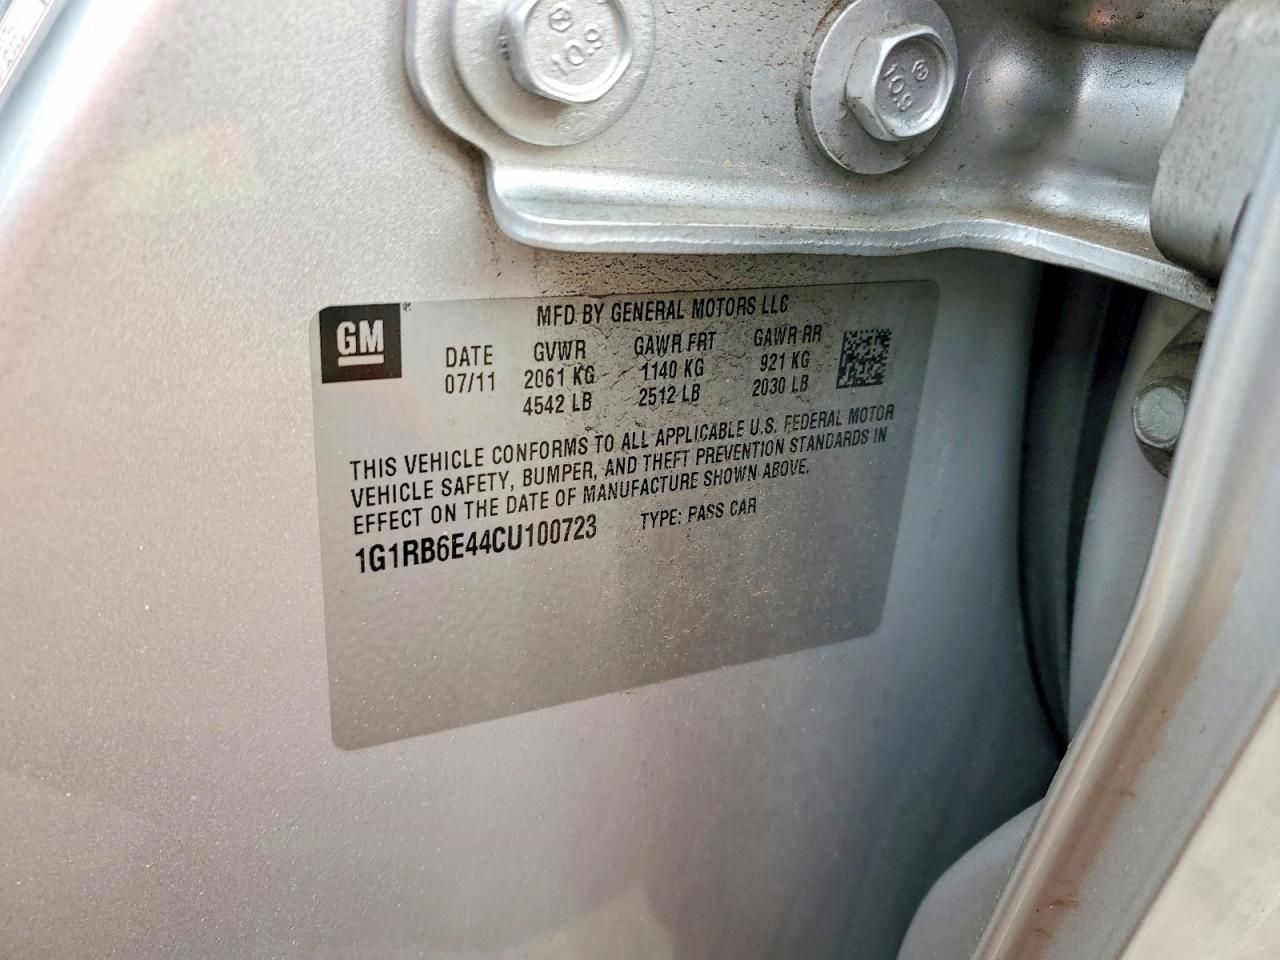 10.9
10.9
GM
®
MFD BY GENERAL MOTORS LLC
DATE GVWR GAWR FRT GAWR RR
07/11 2061 KG 1140 KG 921 KG
4542 LB 2512 LB 2030 LB
THIS VEHICLE CONFORMS TO ALL APPLICABLE U.S. FEDERAL MOTOR
VEHICLE SAFETY, BUMPER, AND THEFT PREVENTION STANDARDS IN
EFFECT ON THE DATE OF MANUFACTURE SHOWN ABOVE.
1G1RB6E44CU100723 TYPE: PASS CAR